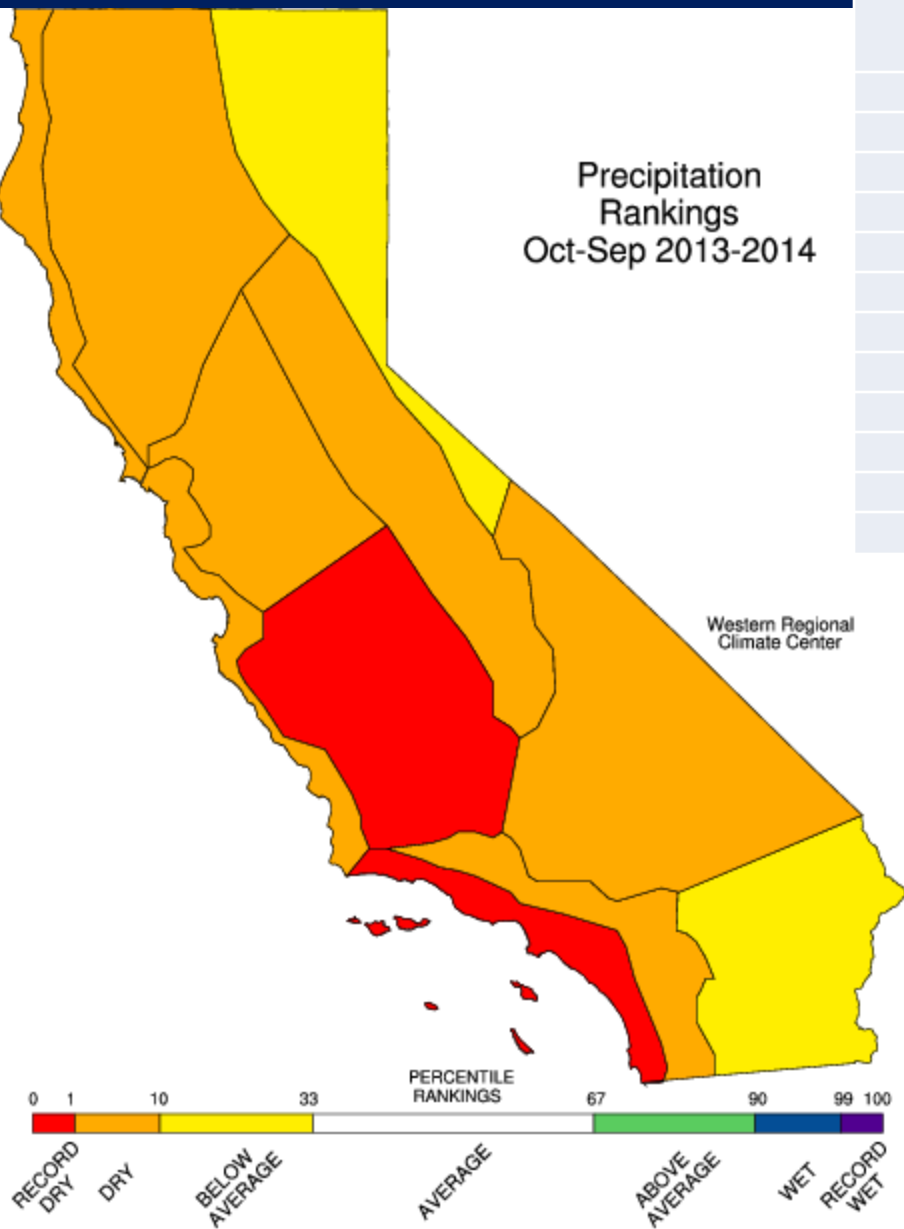 Precipitation
Rankings
Oct-Sep 2013-2014
Western Regional
Climate Center
PERCENTILE
RANKINGS
0 1 10 33 67 90 99 100
RECORD
DRY
DRY
BELOW
AVERAGE
AVERAGE
ABOVE
AVERAGE
WET
RECORD
WET